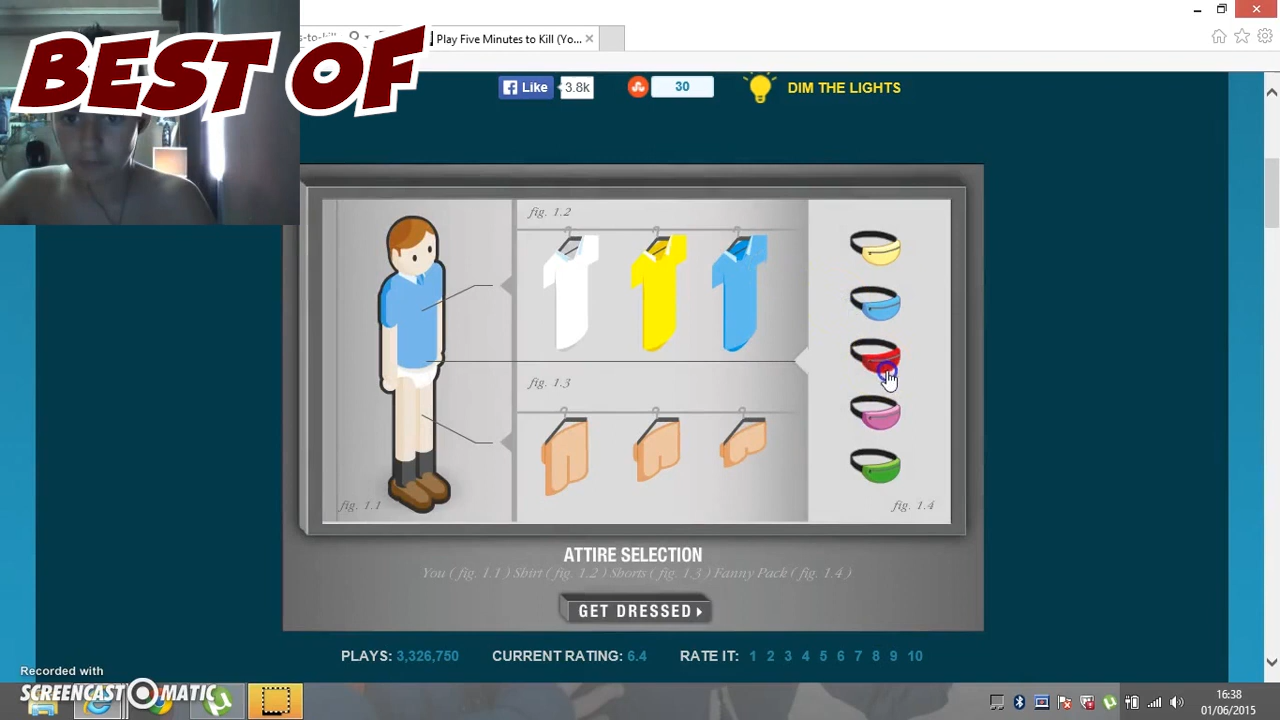 BEST OF
s-to-kill
Play Five Minutes to Kill (Yo...
Like
3.8k
30
DIM THE LIGHTS
fig. 1.2
fig. 1.3
fig. 1.1
fig. 1.4
ATTIRE SELECTION
You ( fig. 1.1 ) Shirt ( fig. 1.2 ) Shorts ( fig. 1.3 ) Fanny Pack ( fig. 1.4 )
GET DRESSED
PLAYS: 3,326,750 CURRENT RATING: 6.4 RATE IT: 1 2 3 4 5 6 7 8 9 10
Recorded with
SCREENCAST MATIC
16:38
01/06/2015